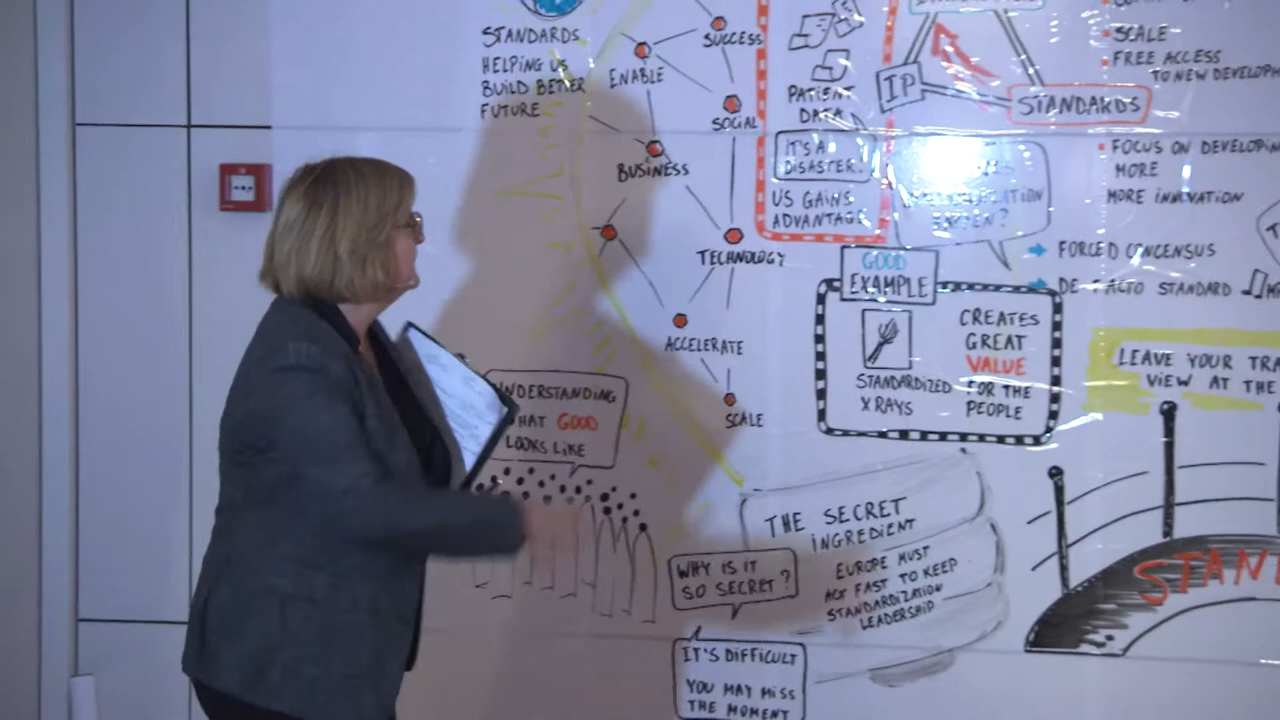 STANDARDS
HELPING US
BUILD BETTER
FUTURE
SUCCESS
ENABLE
SOCIAL
BUSINESS
TECHNOLOGY
ACCELERATE
SCALE
PATIENT
DATA
IT'S A
DISASTER.
US GAINS
ADVANTAGE
IP
STANDARDS
SCALE
FREE ACCESS
TO NEW DEVELOPM
FOCUS ON DEVELOPING
MORE
MORE INNOVATION
HAPPEN?
FORCED CONCENSUS
DE FACTO STANDARD
GOOD
EXAMPLE
STANDARDIZED
X RAYS
CREATES
GREAT
VALUE
FOR THE
PEOPLE
LEAVE YOUR TRA
VIEW AT THE
UNDERSTANDING
WHAT GOOD
LOOKS LIKE
THE SECRET
INGREDIENT
EUROPE MUST
ACT FAST TO KEEP
STANDARDIZATION
LEADERSHIP
WHY IS IT
SO SECRET?
IT'S DIFFICULT
YOU MAY MISS
THE MOMENT
STAN